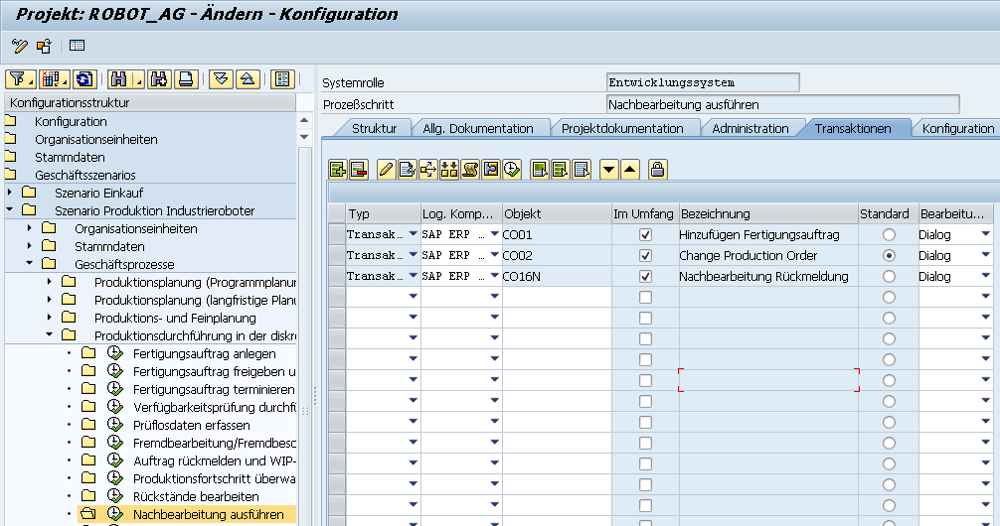 Projekt: ROBOT_AG - Ändern - Konfiguration
Systemrolle Entwicklungssystem
Prozeßschritt Nachbearbeitung ausführen
Struktur Allg. Dokumentation Projektdokumentation Administration Transaktionen Konfiguration
Konfigurationsstruktur
Konfiguration
Organisationseinheiten
Stammdaten
Geschäftsszenarios
Szenario Einkauf
Szenario Produktion Industrieroboter
Organisationseinheiten
Stammdaten
Geschäftsprozesse
Produktionsplanung (Programmplanun
Produktionsplanung (langfristige Planu
Produktions- und Feinplanung
Produktionsdurchführung in der diskre
Fertigungsauftrag anlegen
Fertigungsauftrag freigeben u
Fertigungsauftrag terminieren
Verfügbarkeitsprüfung durchf
Prüflosdaten erfassen
Fremdbearbeitung/Fremdbesc
Auftrag rückmelden und WIP-
Produktionsfortschritt überwa
Rückstände bearbeiten
Nachbearbeitung ausführen
Typ Log. Komp... Objekt Im Umfang Bezeichnung Standard Bearbeitu...
Transak... SAP ERP ... CO01 Hinzufügen Fertigungsauftrag Dialog
Transak... SAP ERP ... CO02 Change Production Order Dialog
Transak... SAP ERP ... CO16N Nachbearbeitung Rückmeldung Dialog